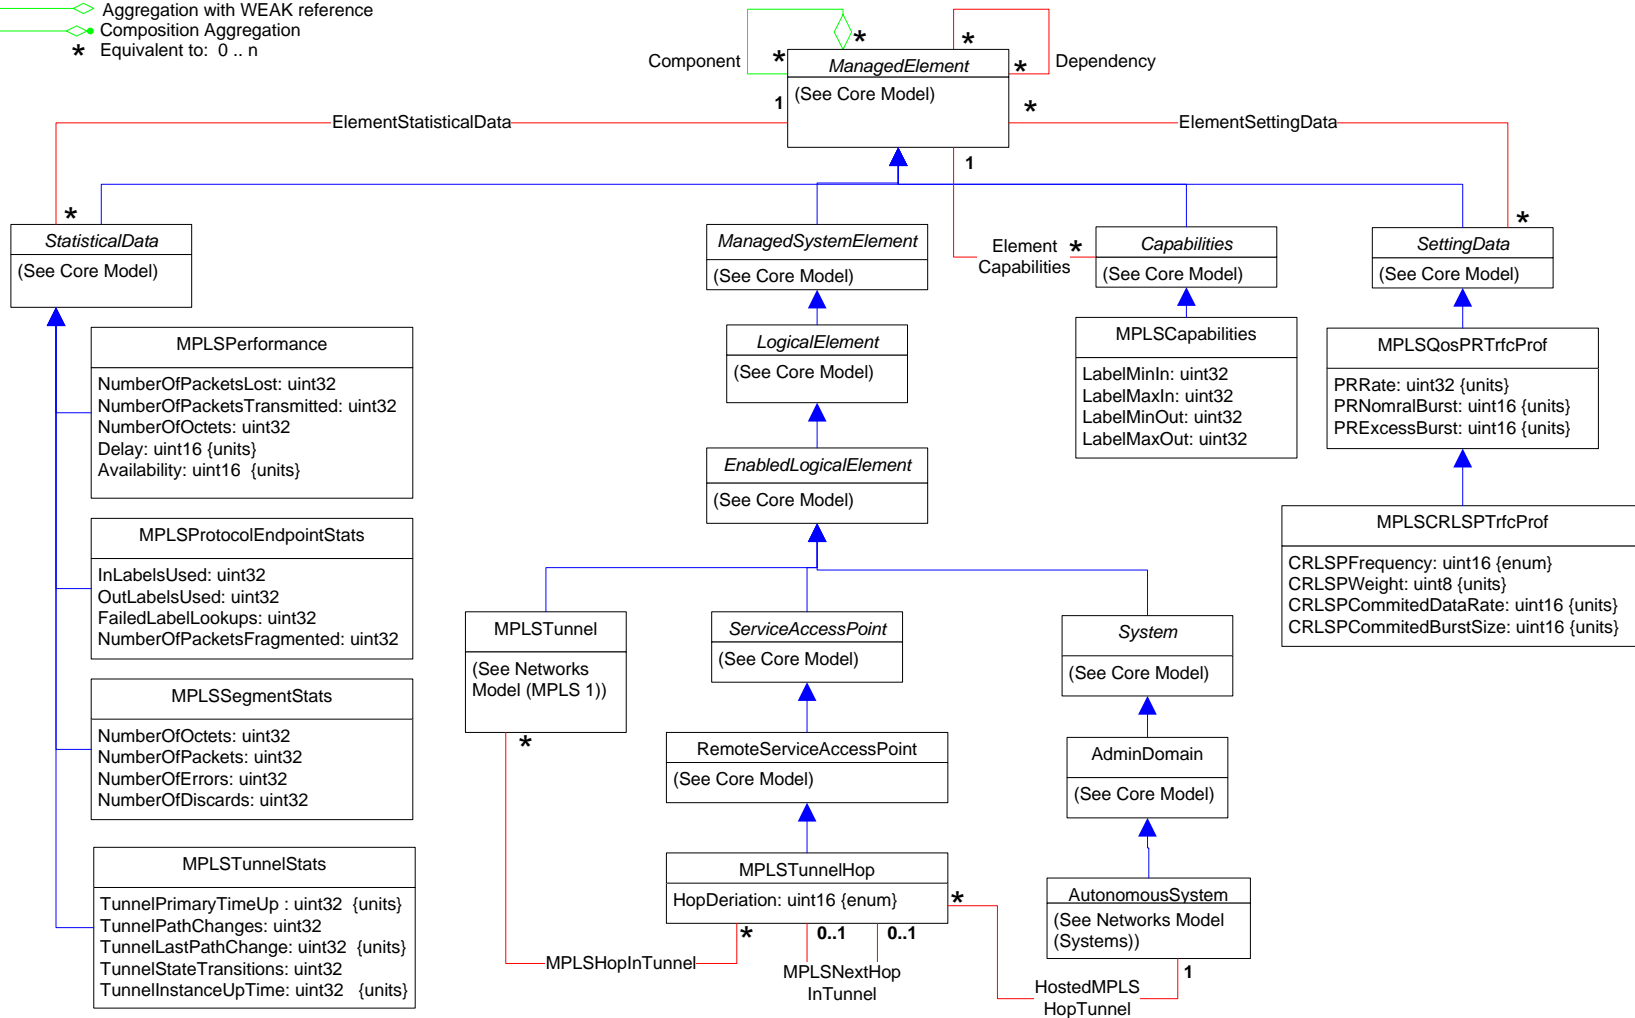 Aggregation with WEAK reference
Composition Aggregation
* Equivalent to: 0 .. n
Component
*
*
ManagedElement
(See Core Model)
*
*
Dependency
1
ElementStatisticalData
*
*
ElementSettingData
*
1
Element
Capabilities
*
StatisticalData
(See Core Model)
ManagedSystemElement
(See Core Model)
Capabilities
(See Core Model)
SettingData
(See Core Model)
MPLSPerformance
NumberOfPacketsLost: uint32
NumberOfPacketsTransmitted: uint32
NumberOfOctets: uint32
Delay: uint16 {units}
Availability: uint16 {units}
LogicalElement
(See Core Model)
MPLSCapabilities
LabelMinIn: uint32
LabelMaxIn: uint32
LabelMinOut: uint32
LabelMaxOut: uint32
MPLSQosPRTrfcProf
PRRate: uint32 {units}
PRNomralBurst: uint16 {units}
PRExcessBurst: uint16 {units}
EnabledLogicalElement
(See Core Model)
MPLSProtocolEndpointStats
InLabelsUsed: uint32
OutLabelsUsed: uint32
FailedLabelLookups: uint32
NumberOfPacketsFragmented: uint32
MPLSCRLSPTrfcProf
CRLSPFrequency: uint16 {enum}
CRLSPWeight: uint8 {units}
CRLSPCommitedDataRate: uint16 {units}
CRLSPCommitedBurstSize: uint16 {units}
MPLSTunnel
(See Networks
Model (MPLS 1))
*
ServiceAccessPoint
(See Core Model)
System
(See Core Model)
MPLSSegmentStats
NumberOfOctets: uint32
NumberOfPackets: uint32
NumberOfErrors: uint32
NumberOfDiscards: uint32
RemoteServiceAccessPoint
(See Core Model)
AdminDomain
(See Core Model)
MPLSTunnelStats
TunnelPrimaryTimeUp : uint32 {units}
TunnelPathChanges: uint32
TunnelLastPathChange: uint32 {units}
TunnelStateTransitions: uint32
TunnelInstanceUpTime: uint32 {units}
MPLSTunnelHop
HopDeriation: uint16 {enum}
*
AutonomousSystem
(See Networks Model
(Systems))
*
0..1
0..1
MPLSHopInTunnel
MPLSNextHop
InTunnel
1
HostedMPLS
HopTunnel